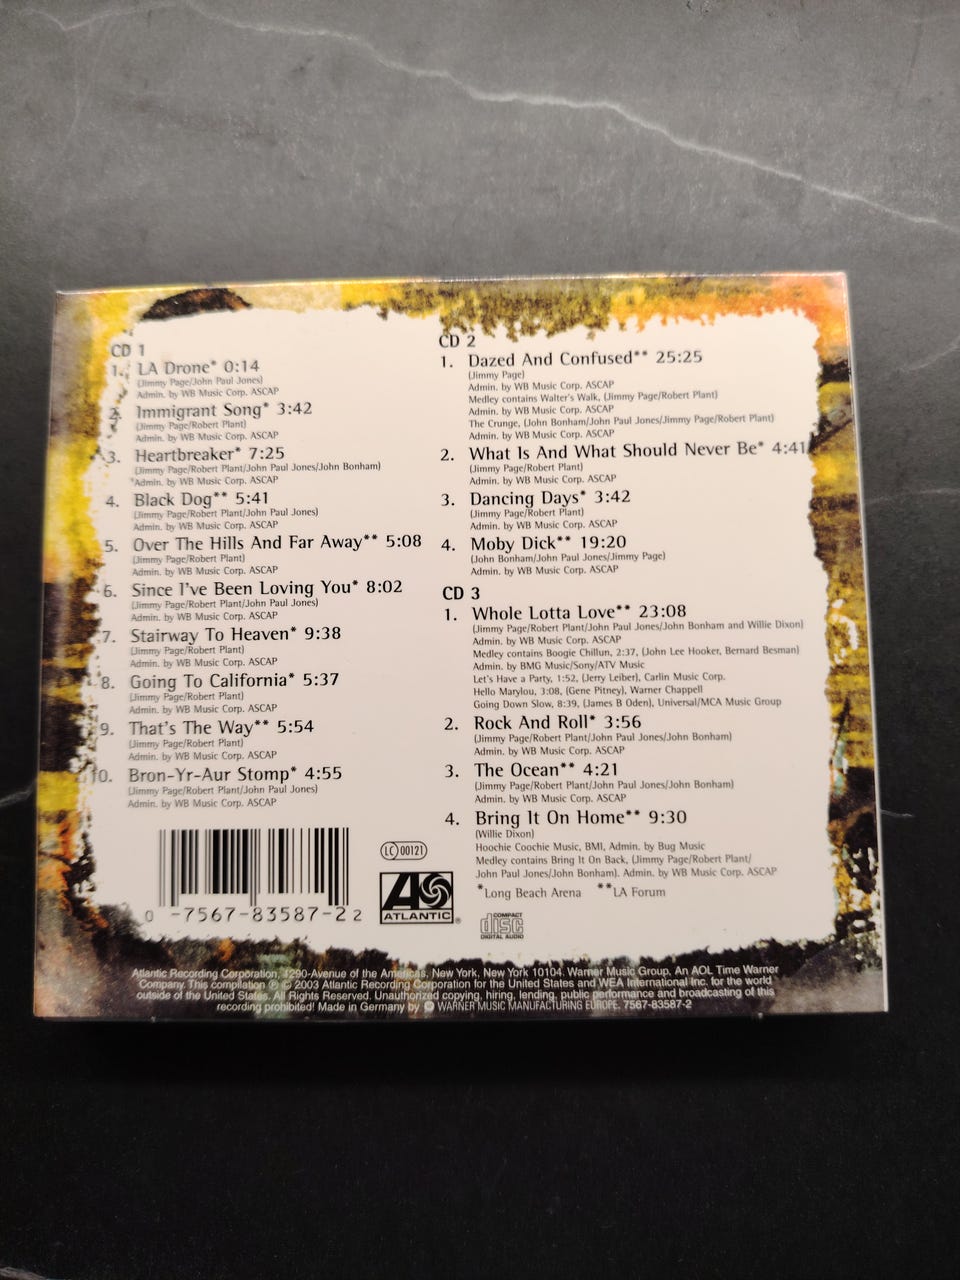 CD 1
1. LA Drone* 0:14
(Jimmy Page/John Paul Jones)
Admin. by WB Music Corp. ASCAP
2. Immigrant Song* 3:42
(Jimmy Page/Robert Plant)
Admin. by WB Music Corp. ASCAP
3. Heartbreaker* 7:25
(Jimmy Page/Robert Plant/John Paul Jones/John Bonham)
Admin. by WB Music Corp. ASCAP
4. Black Dog** 5:41
(Jimmy Page/Robert Plant/John Paul Jones)
Admin. by WB Music Corp. ASCAP
5. Over The Hills And Far Away** 5:08
(Jimmy Page/Robert Plant)
Admin. by WB Music Corp. ASCAP
6. Since I've Been Loving You* 8:02
(Jimmy Page/Robert Plant/John Paul Jones)
Admin. by WB Music Corp. ASCAP
7. Stairway To Heaven* 9:38
(Jimmy Page/Robert Plant)
Admin. by WB Music Corp. ASCAP
8. Going To California* 5:37
(Jimmy Page/Robert Plant)
Admin. by WB Music Corp. ASCAP
9. That's The Way** 5:54
(Jimmy Page/Robert Plant)
Admin. by WB Music Corp. ASCAP
10. Bron-Yr-Aur Stomp* 4:55
(Jimmy Page/Robert Plant/John Paul Jones)
Admin. by WB Music Corp. ASCAP
CD 2
1. Dazed And Confused** 25:25
(Jimmy Page)
Admin. by WB Music Corp. ASCAP
Medley contains Walter's Walk, (Jimmy Page/Robert Plant)
Admin. by WB Music Corp. ASCAP
The Crunge, (John Bonham/John Paul Jones/Jimmy Page/Robert Plant)
Admin. by WB Music Corp. ASCAP
2. What Is And What Should Never Be* 4:41
(Jimmy Page/Robert Plant)
Admin. by WB Music Corp. ASCAP
3. Dancing Days* 3:42
(Jimmy Page/Robert Plant)
Admin. by WB Music Corp. ASCAP
4. Moby Dick** 19:20
(John Bonham/John Paul Jones/Jimmy Page)
Admin. by WB Music Corp. ASCAP
CD 3
1. Whole Lotta Love** 23:08
(Jimmy Page/Robert Plant/John Paul Jones/John Bonham and Willie Dixon)
Admin. by WB Music Corp. ASCAP
Medley contains Boogie Chillun, 2:37, (John Lee Hooker, Bernard Besman)
Admin. by BMG Music/Sony/ATV Music
Let's Have a Party, 1:52, (Jerry Leiber), Carlin Music Corp.
Hello Marylou, 3:08, (Gene Pitney), Warner Chappell
Going Down Slow, 8:39, (James B Oden), Universal/MCA Music Group
2. Rock And Roll* 3:56
(Jimmy Page/Robert Plant/John Paul Jones/John Bonham)
Admin. by WB Music Corp. ASCAP
3. The Ocean** 4:21
(Jimmy Page/Robert Plant/John Paul Jones/John Bonham)
Admin. by WB Music Corp. ASCAP
4. Bring It On Home** 9:30
(Willie Dixon)
Hoochie Coochie Music, BMI, Admin. by Bug Music
Medley contains Bring It On Back, (Jimmy Page/Robert Plant/
John Paul Jones/John Bonham). Admin. by WB Music Corp. ASCAP
*Long Beach Arena **LA Forum
0 -7567-83587-2 2
LC 00121
ATLANTIC®
COMPACT
disc
DIGITAL AUDIO
Atlantic Recording Corporation, 1290-Avenue of the Americas, New York, New York 10104. Warner Music Group, An AOL Time Warner
Company. This compilation ℗ © 2003 Atlantic Recording Corporation for the United States and WEA International Inc. for the world
outside of the United States. All Rights Reserved. Unauthorized copying, hiring, lending, public performance and broadcasting of this
recording prohibited! Made in Germany by WARNER MUSIC MANUFACTURING EUROPE. 7567-83587-2